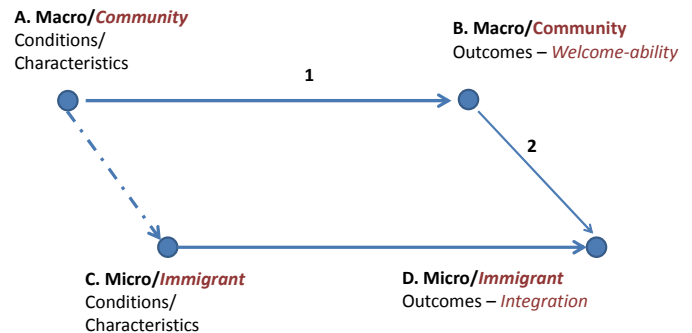 A. Macro/Community
Conditions/
Characteristics
B. Macro/Community
Outcomes – Welcome-ability
1
2
C. Micro/Immigrant
Conditions/
Characteristics
D. Micro/Immigrant
Outcomes – Integration